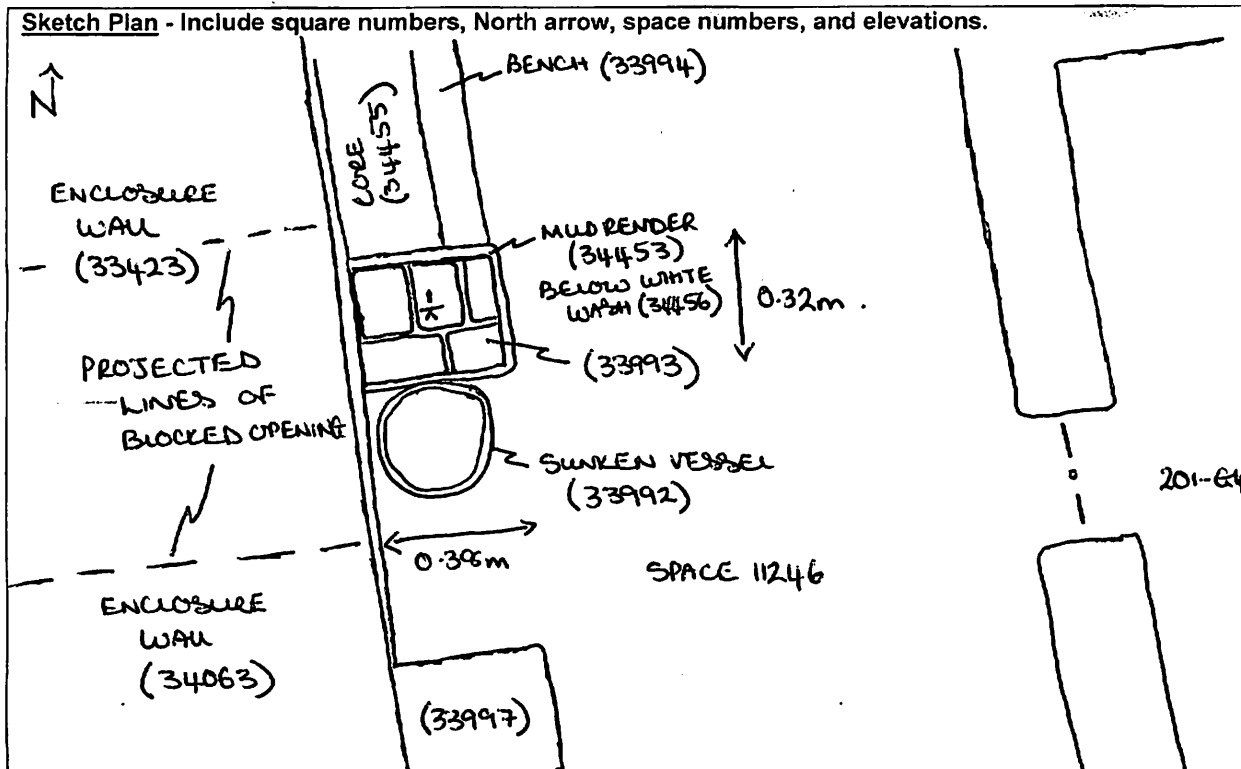 Sketch Plan - Include square numbers, North arrow, space numbers, and elevations.
N
BENCH (33994)
CORE
(34455)
ENCLOSURE
WALL
(33423)
MUDRENDER
(34453)
BELOW WHITE
WASH (34456)
0.32m.
(33993)
PROJECTED
LINES OF
BLOCKED OPENING
SUNKEN VESSEL
(33992)
201-G4
0.38m
SPACE 11246
ENCLOSURE
WALL
(34063)
(33997)